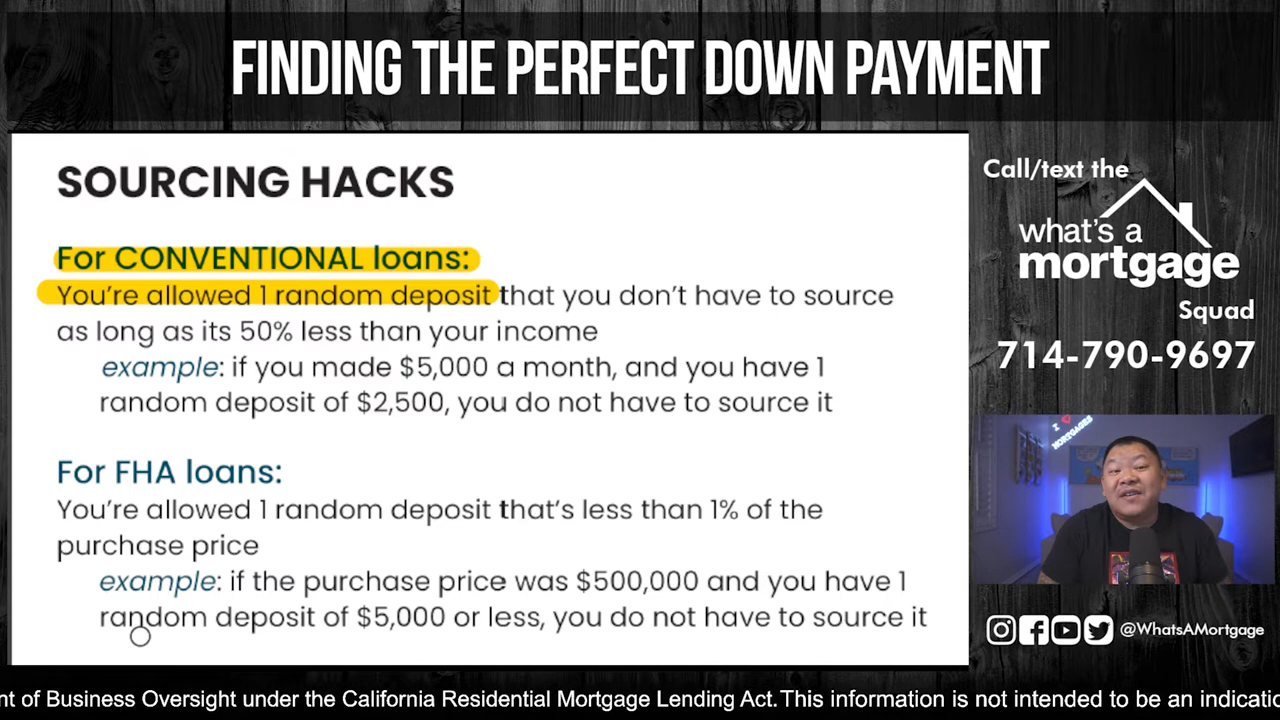 FINDING THE PERFECT DOWN PAYMENT
SOURCING HACKS
For CONVENTIONAL loans:
You're allowed 1 random deposit that you don't have to source
as long as its 50% less than your income
example: if you made $5,000 a month, and you have 1
random deposit of $2,500, you do not have to source it
For FHA loans:
You're allowed 1 random deposit that's less than 1% of the
purchase price
example: if the purchase price was $500,000 and you have 1
random deposit of $5,000 or less, you do not have to source it
Call/text the
what's a
mortgage
Squad
714-790-9697
I
MORTGAGES
@WhatsAMortgage
nt of Business Oversight under the California Residential Mortgage Lending Act. This information is not intended to be an indicatio